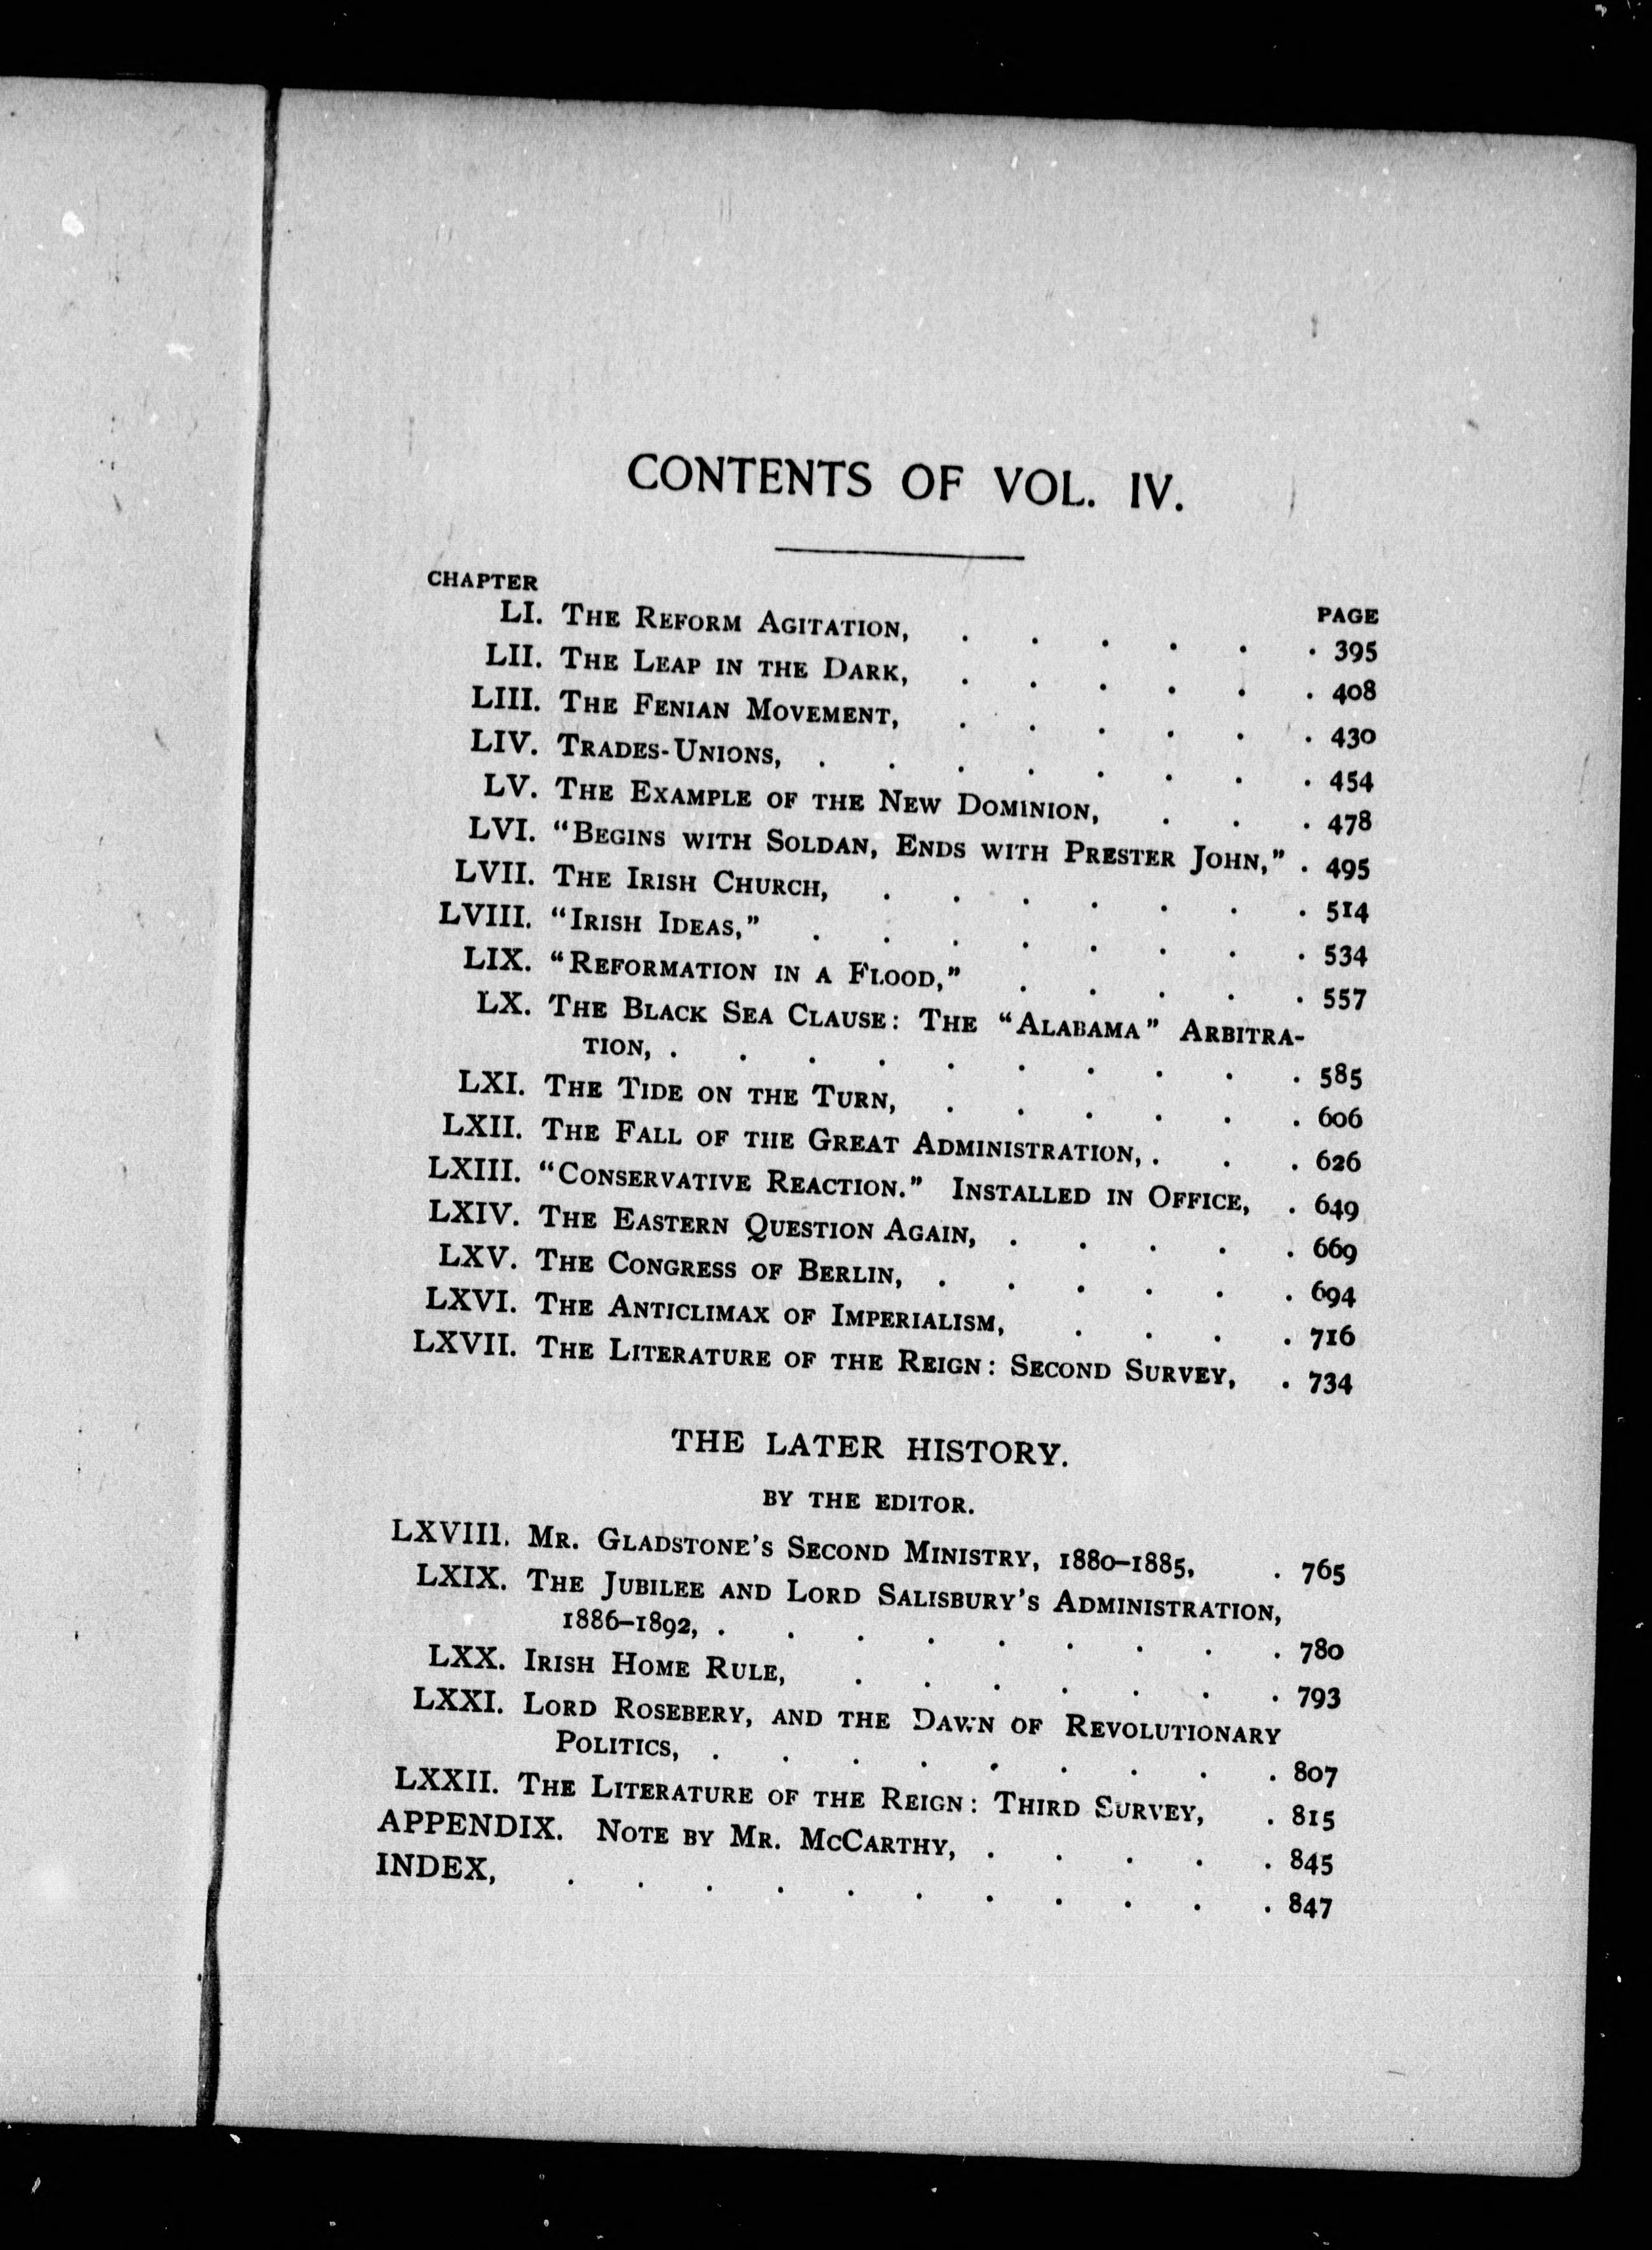 CONTENTS OF VOL. IV.
CHAPTER
PAGE
LI. THE REFORM AGITATION, . . . . . . 395
LII. THE LEAP IN THE DARK, . . . . . . 408
LIII. THE FENIAN MOVEMENT, . . . . . . 430
LIV. TRADES-UNIONS, . . . . . . . . 454
LV. THE EXAMPLE OF THE NEW DOMINION, . . . 478
LVI. "BEGINS WITH SOLDAN, ENDS WITH PRESTER JOHN," . 495
LVII. THE IRISH CHURCH, . . . . . . . 514
LVIII. "IRISH IDEAS," . . . . . . . . 534
LIX. "REFORMATION IN A FLOOD," . . . . . 557
LX. THE BLACK SEA CLAUSE: THE "ALABAMA" ARBITRA-
TION, . . . . . . . . . . 585
LXI. THE TIDE ON THE TURN, . . . . . . 606
LXII. THE FALL OF THE GREAT ADMINISTRATION, . . . 626
LXIII. "CONSERVATIVE REACTION." INSTALLED IN OFFICE, . 649
LXIV. THE EASTERN QUESTION AGAIN, . . . . . 669
LXV. THE CONGRESS OF BERLIN, . . . . . . 694
LXVI. THE ANTICLIMAX OF IMPERIALISM, . . . . 716
LXVII. THE LITERATURE OF THE REIGN: SECOND SURVEY, . 734
THE LATER HISTORY.
BY THE EDITOR.
LXVIII. MR. GLADSTONE'S SECOND MINISTRY, 1880–1885, . 765
LXIX. THE JUBILEE AND LORD SALISBURY'S ADMINISTRATION,
1886–1892, . . . . . . . . . 780
LXX. IRISH HOME RULE, . . . . . . . 793
LXXI. LORD ROSEBERY, AND THE DAWN OF REVOLUTIONARY
POLITICS, . . . . . . . . . 807
LXXII. THE LITERATURE OF THE REIGN: THIRD SURVEY, . 815
APPENDIX. NOTE BY MR. MCCARTHY, . . . . . 845
INDEX, . . . . . . . . . . . 847